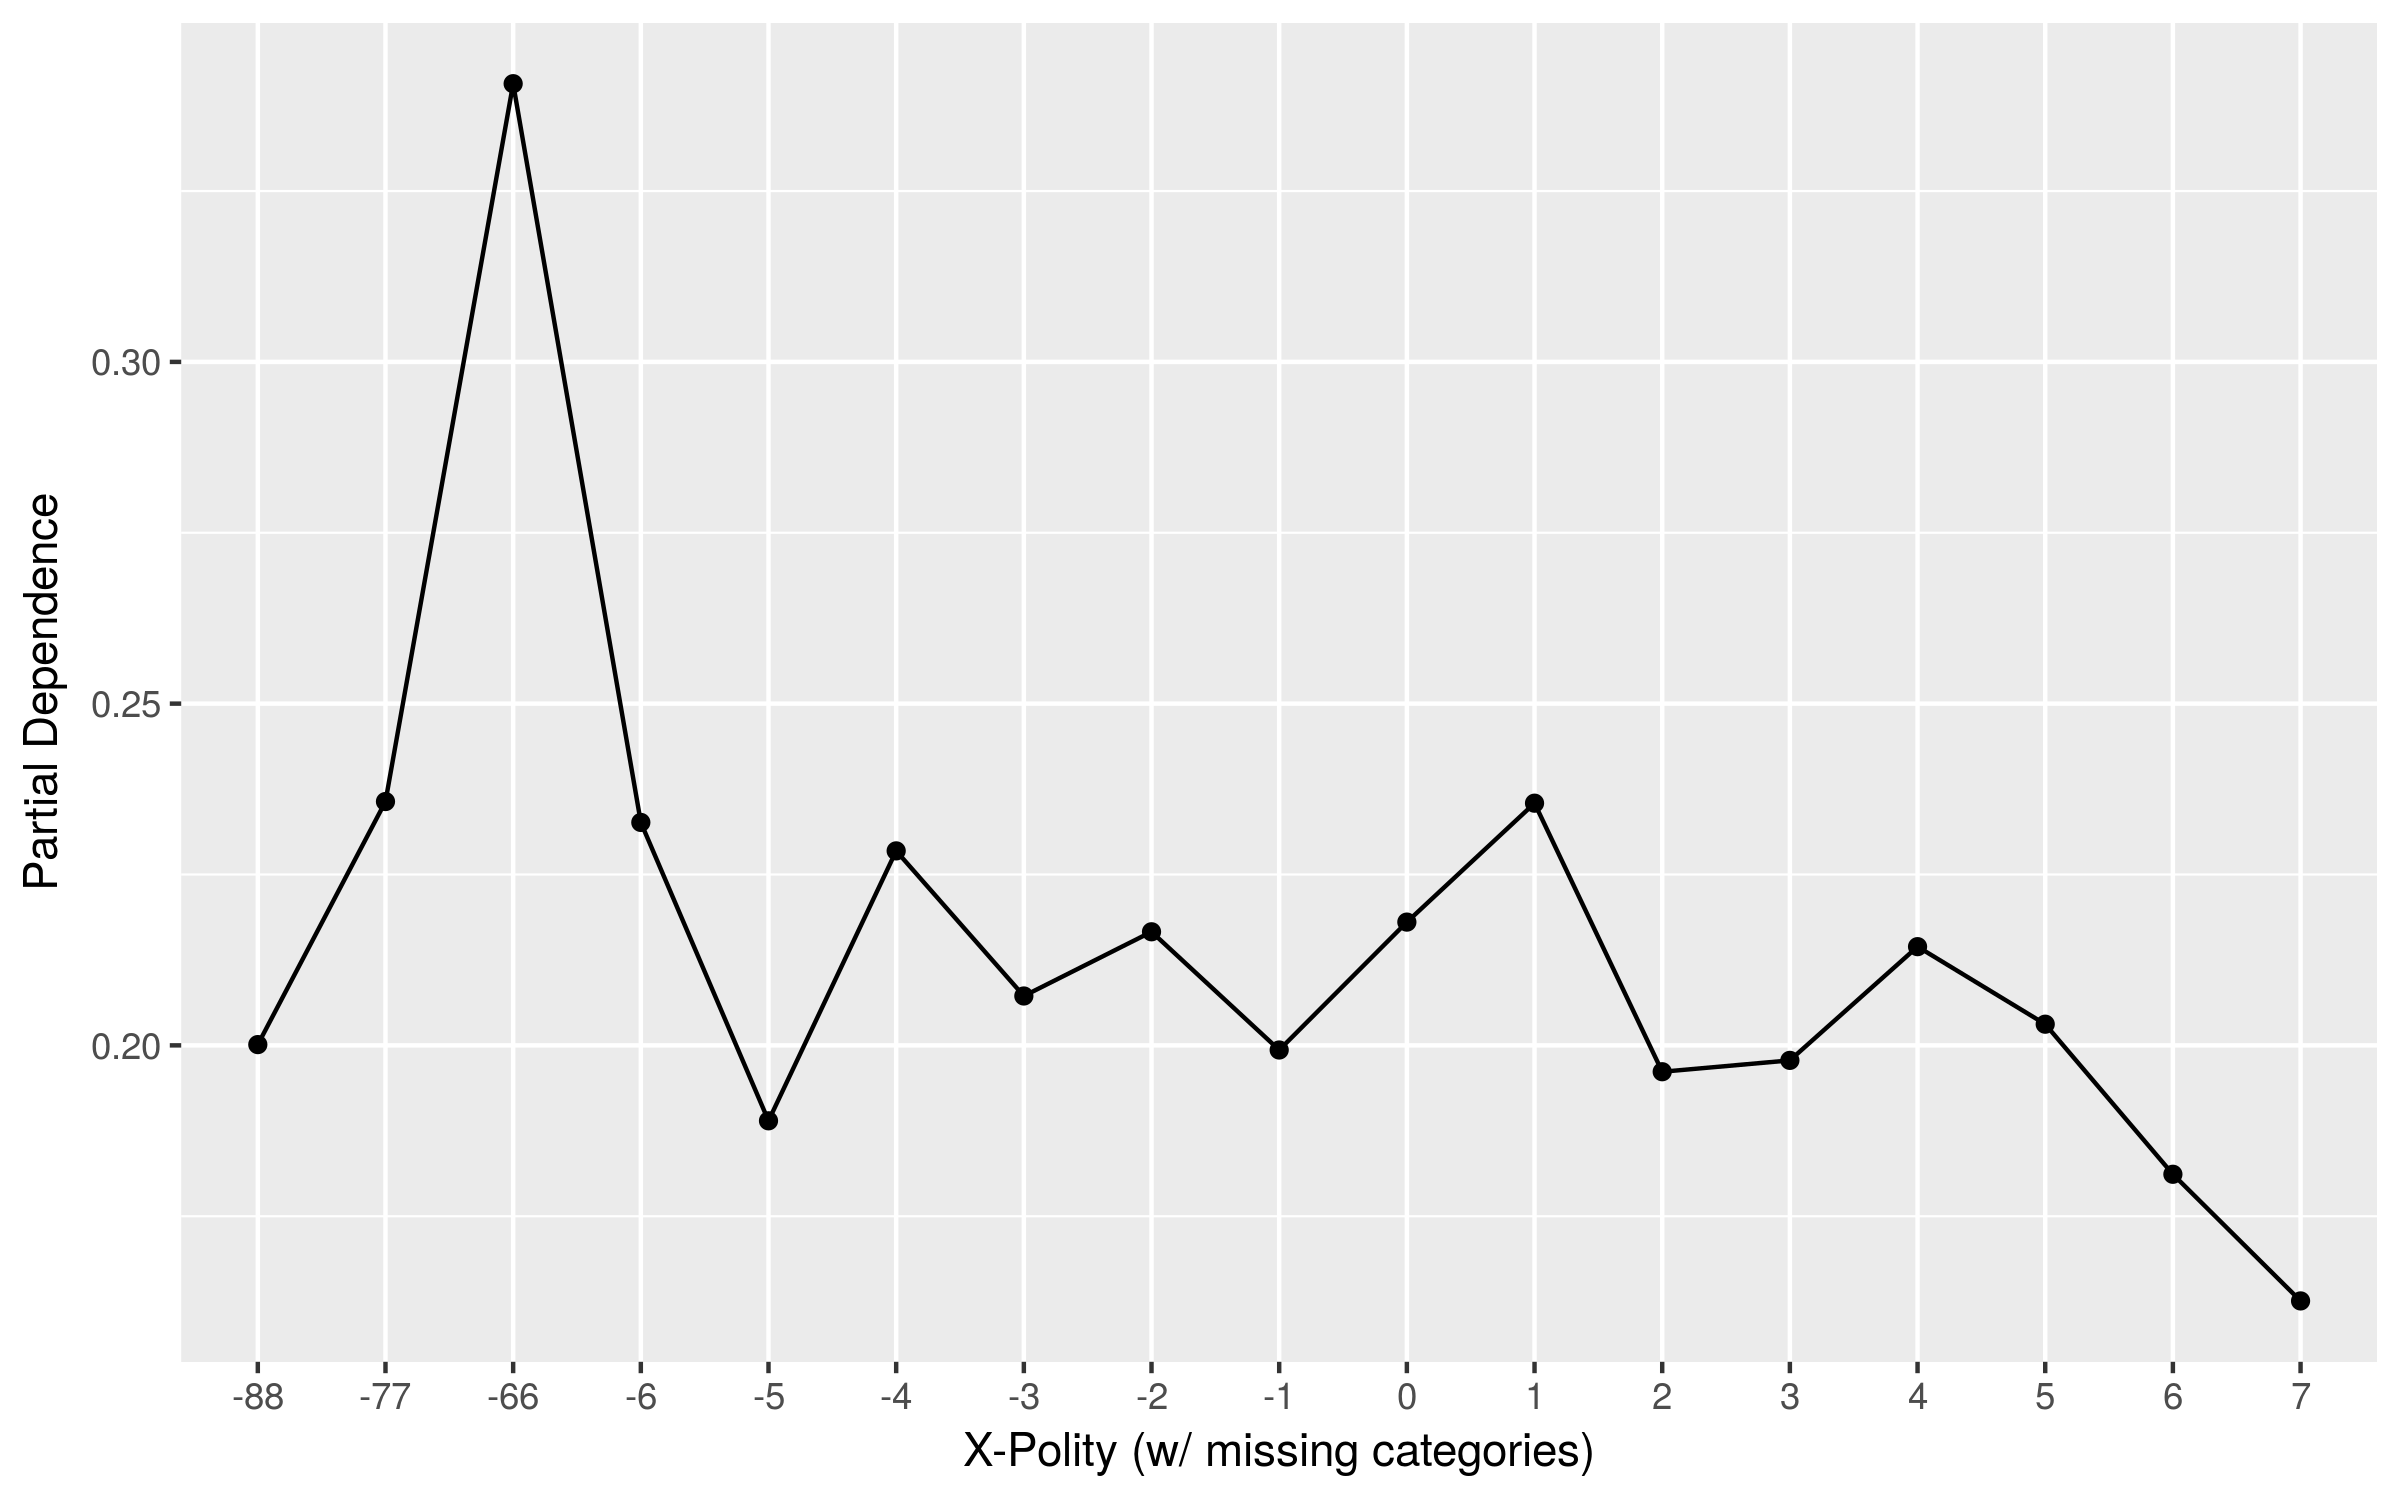 Partial Dependence
0.30
0.25
0.20
-88 -77 -66 -6 -5 -4 -3 -2 -1 0 1 2 3 4 5 6 7
X-Polity (w/ missing categories)